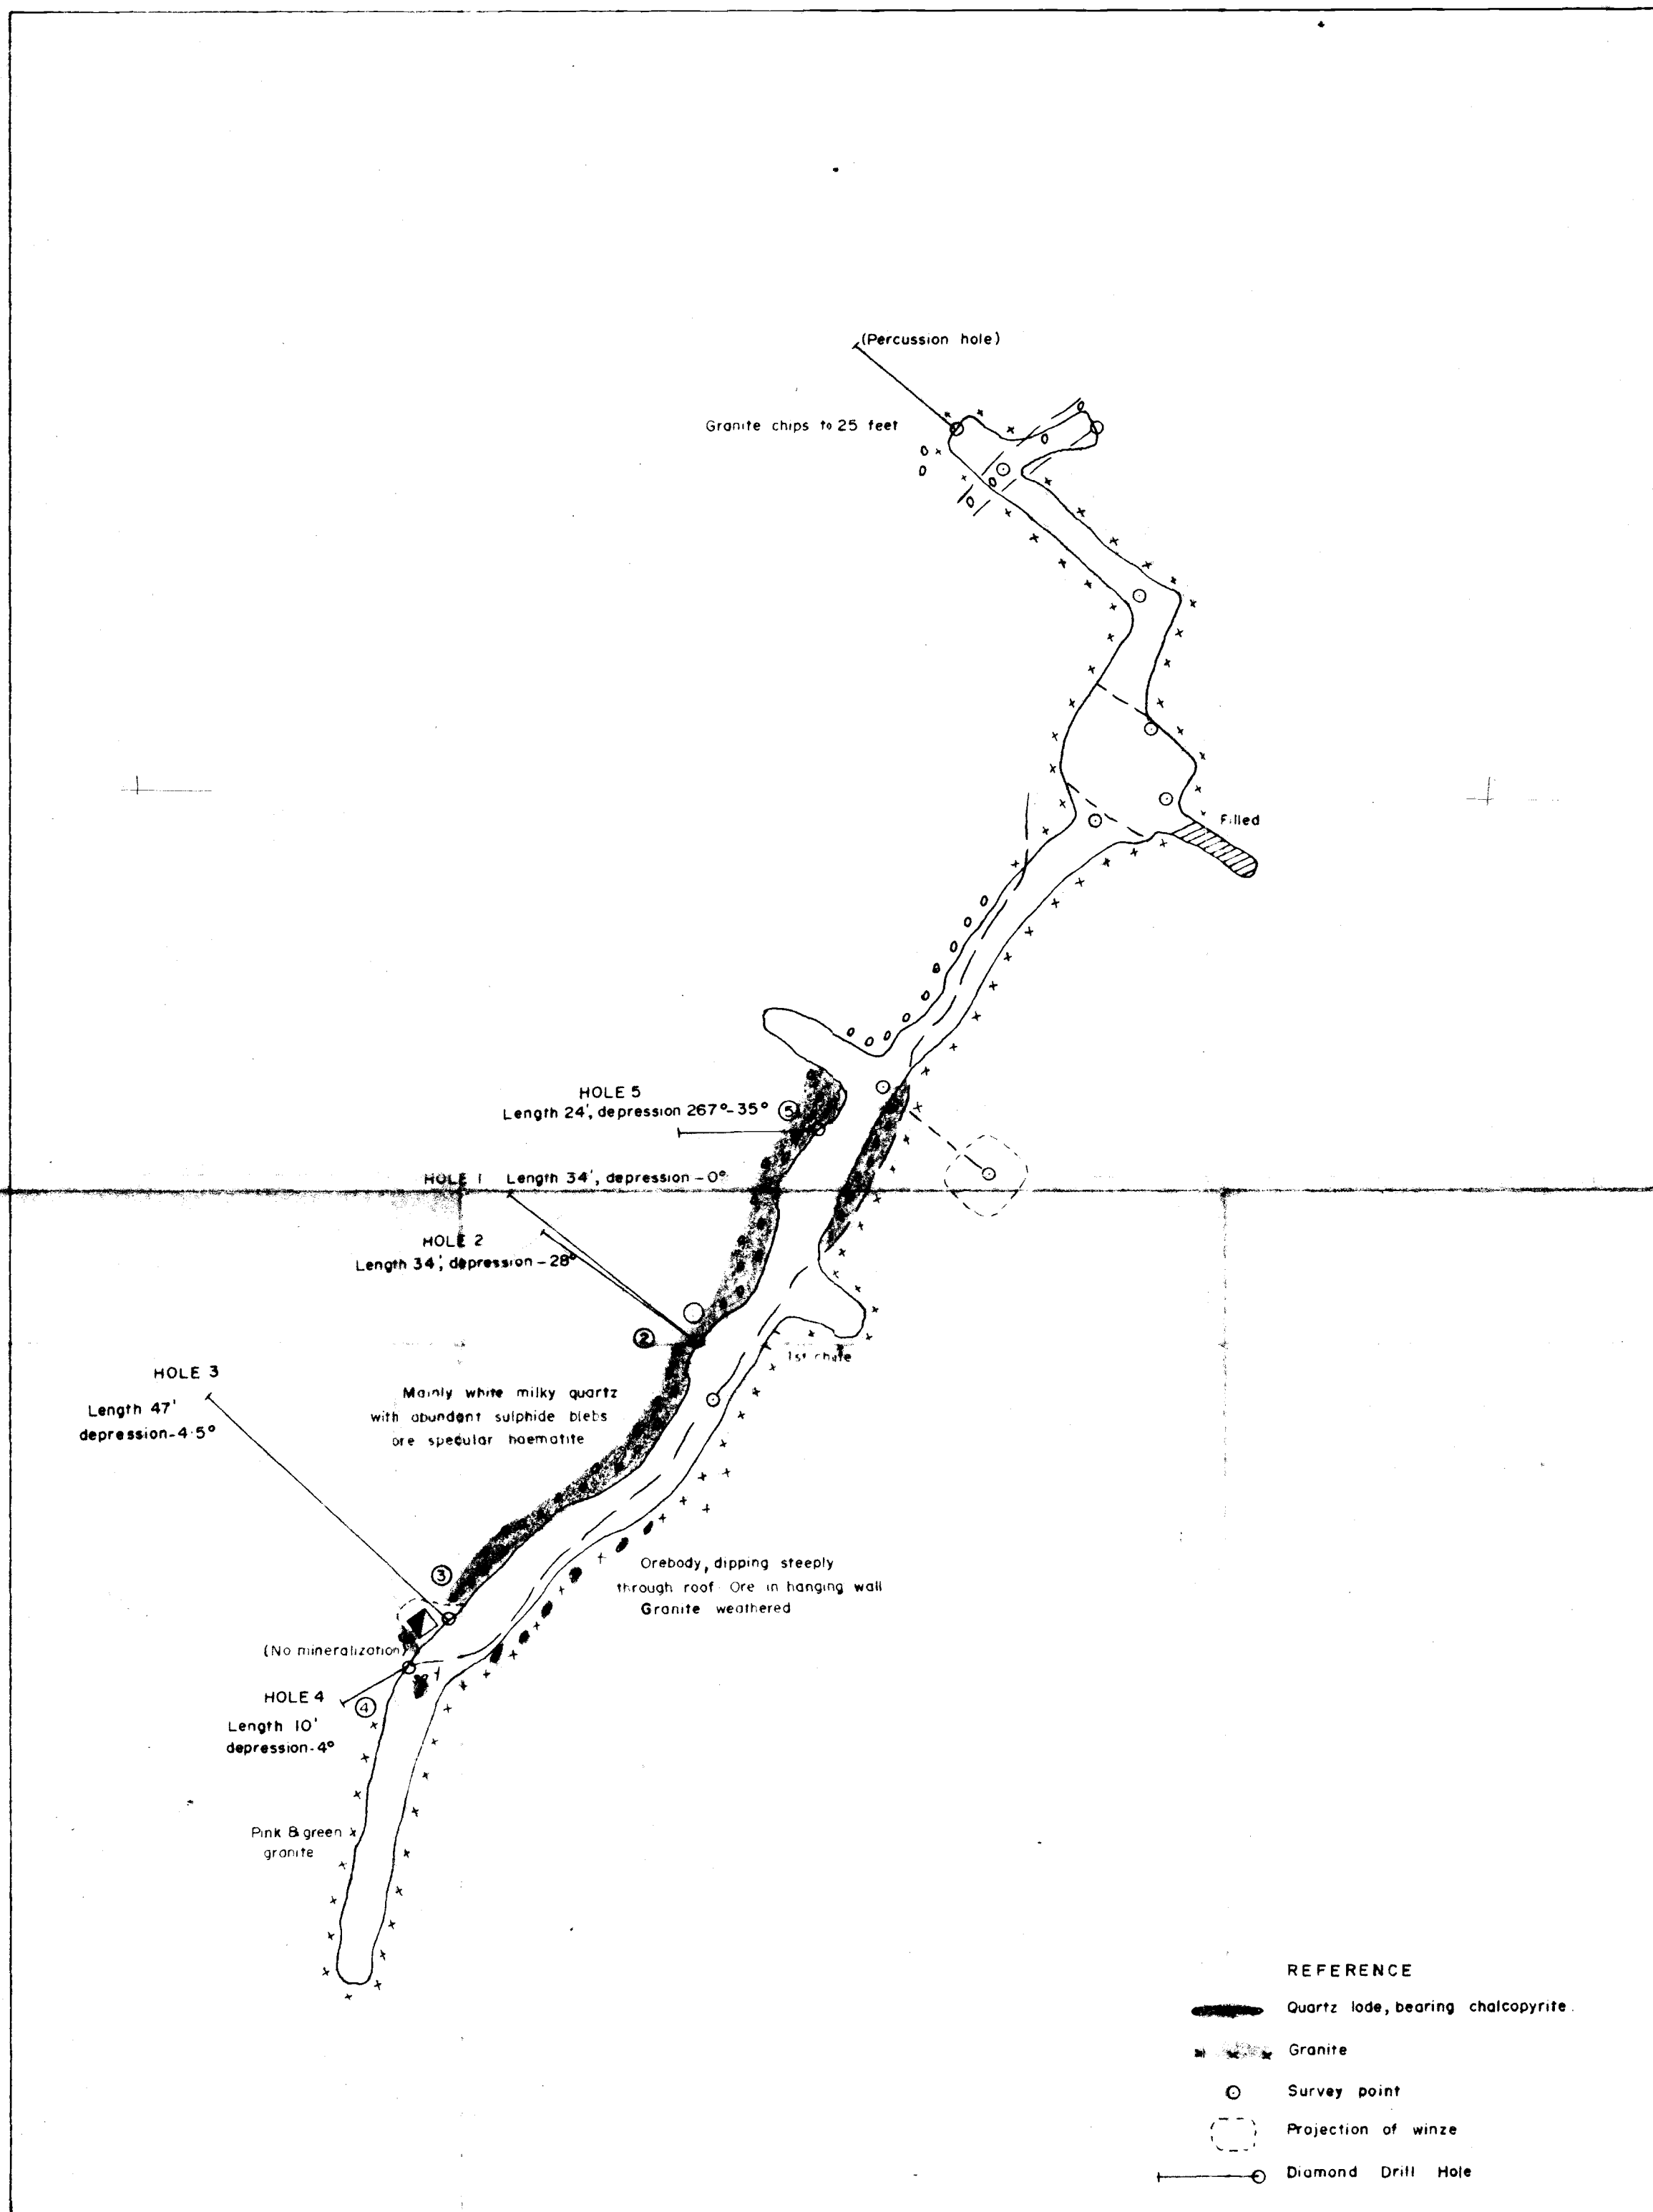 (Percussion hole)
Granite chips to 25 feet
Filled
HOLE 5
Length 24', depression 267°-35°
5
HOLE 1 Length 34', depression - 0°
HOLE 2
Length 34', depression - 28°
2
1st chute
HOLE 3
Length 47'
depression-4·5°
Mainly white milky quartz
with abundant sulphide blebs
ore specular haematite
3
Orebody, dipping steeply
through roof. Ore in hanging wall
Granite weathered
(No mineralization)
HOLE 4
4
Length 10'
depression-4°
Pink & green
granite
REFERENCE
Quartz lode, bearing chalcopyrite.
Granite
Survey point
Projection of winze
Diamond Drill Hole